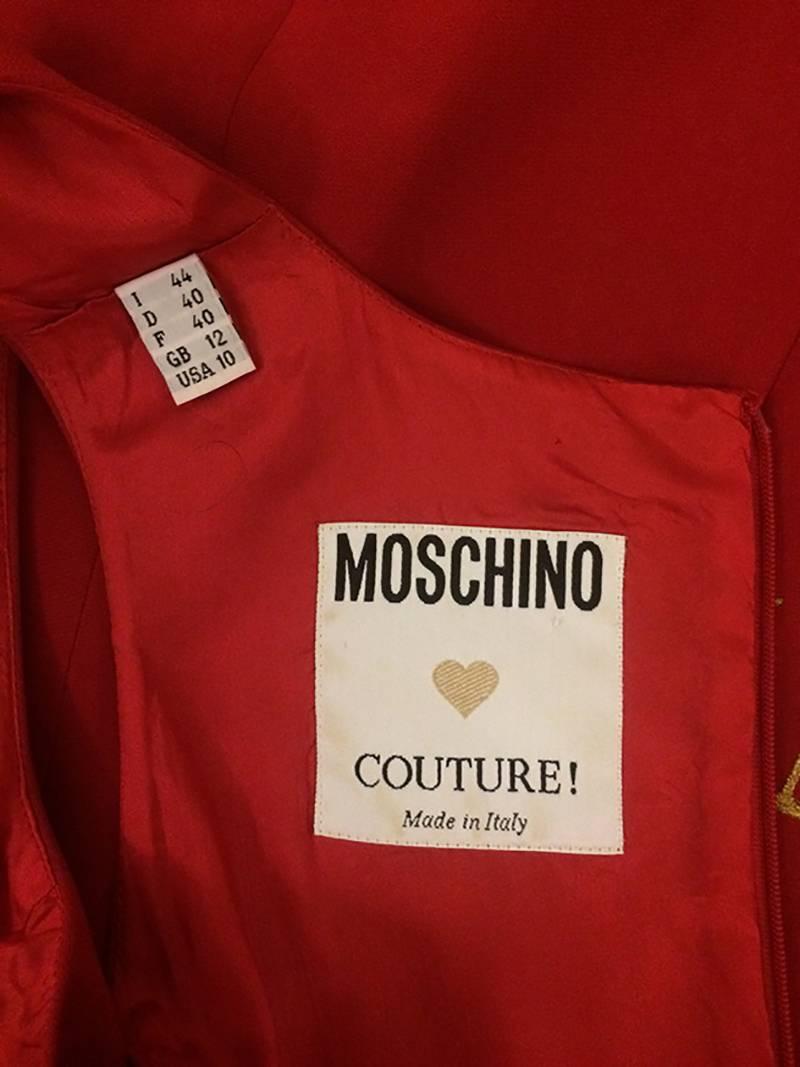 I 44
D 40
F 40
GB 12
USA 10
MOSCHINO
COUTURE!
Made in Italy